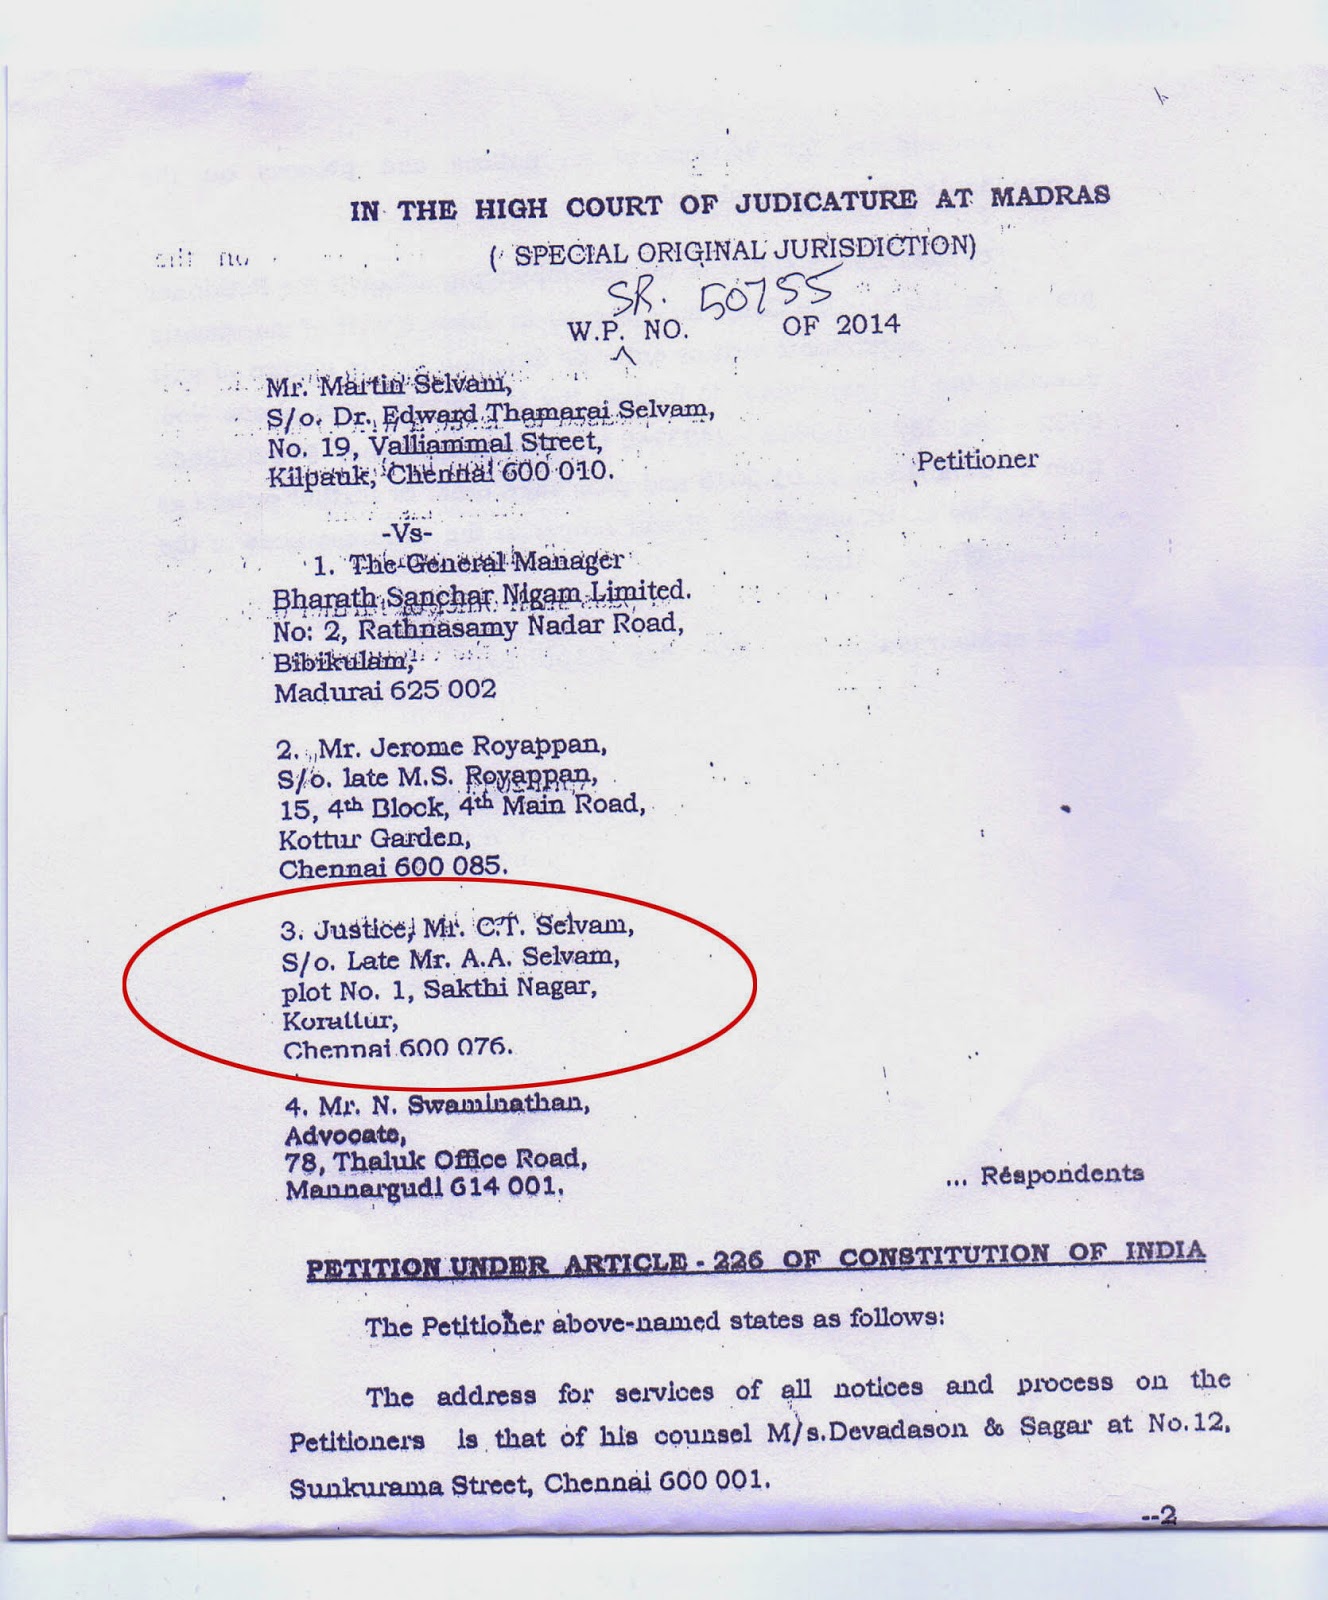 IN THE HIGH COURT OF JUDICATURE AT MADRAS
( SPECIAL ORIGINAL JURISDICTION)
SR. 50755
W.P. NO. OF 2014
Mr. Martin Selvam,
S/o. Dr. Edward Thamarai Selvam,
No. 19, Valliammal Street,
Kilpauk, Chennai 600 010.
Petitioner
-Vs-
1. The General Manager
Bharath Sanchar Nigam Limited.
No: 2, Rathnasamy Nadar Road,
Bibikulam,
Madurai 625 002
2. Mr. Jerome Royappan,
S/o. late M.S. Royappan,
15, 4th Block, 4th Main Road,
Kottur Garden,
Chennai 600 085.
3. Justice, Mr. C.T. Selvam,
S/o. Late Mr. A.A. Selvam,
plot No. 1, Sakthi Nagar,
Korattur,
Chennai 600 076.
4. Mr. N. Swaminathan,
Advocate,
78, Thaluk Office Road,
Mannargudi 614 001.
... Respondents
PETITION UNDER ARTICLE - 226 OF CONSTITUTION OF INDIA
The Petitioner above-named states as follows:
The address for services of all notices and process on the
Petitioners is that of his counsel M/s.Devadason & Sagar at No.12,
Sunkurama Street, Chennai 600 001.
--2